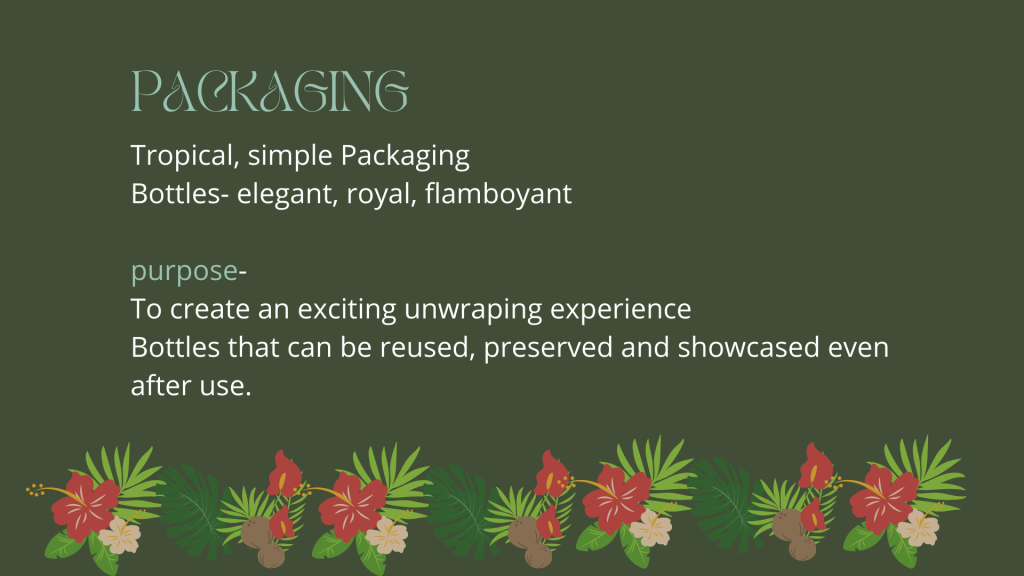 PACKAGING
Tropical, simple Packaging
Bottles- elegant, royal, flamboyant
purpose-
To create an exciting unwraping experience
Bottles that can be reused, preserved and showcased even
after use.